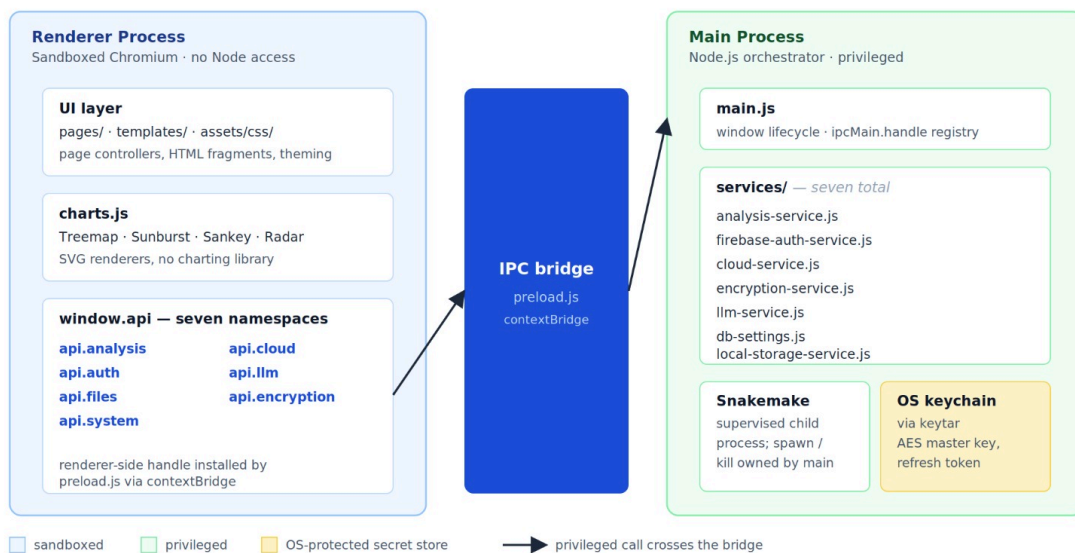 Renderer Process
Sandboxed Chromium · no Node access
UI layer
pages/ · templates/ · assets/css/
page controllers, HTML fragments, theming
charts.js
Treemap · Sunburst · Sankey · Radar
SVG renderers, no charting library
window.api — seven namespaces
api.analysis
api.cloud
api.auth
api.llm
api.files
api.encryption
api.system
renderer-side handle installed by
preload.js via contextBridge
IPC bridge
preload.js
contextBridge
Main Process
Node.js orchestrator · privileged
main.js
window lifecycle · ipcMain.handle registry
services/ — seven total
analysis-service.js
firebase-auth-service.js
cloud-service.js
encryption-service.js
llm-service.js
db-settings.js
local-storage-service.js
Snakemake
supervised child
process; spawn /
kill owned by main
OS keychain
via keytar
AES master key,
refresh token
sandboxed
privileged
OS-protected secret store
privileged call crosses the bridge